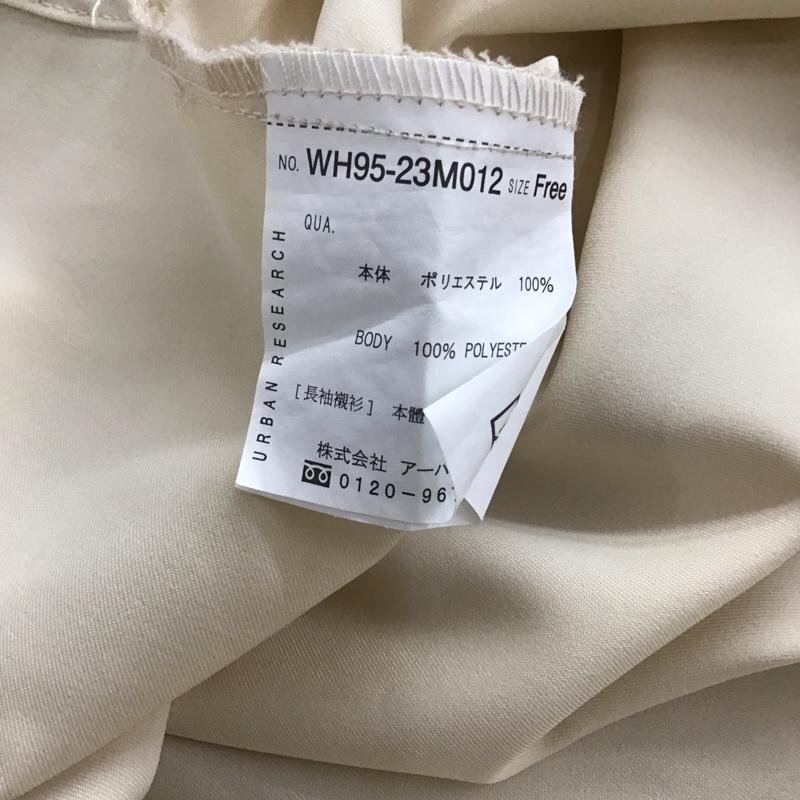 NO. WH95-23M012 SIZE Free
QUA.
本体 ポリエステル 100%
BODY 100% POLYEST
[長袖襯衫] 本體
株式会社 アーバ
0120-96
URBAN RESEARCH